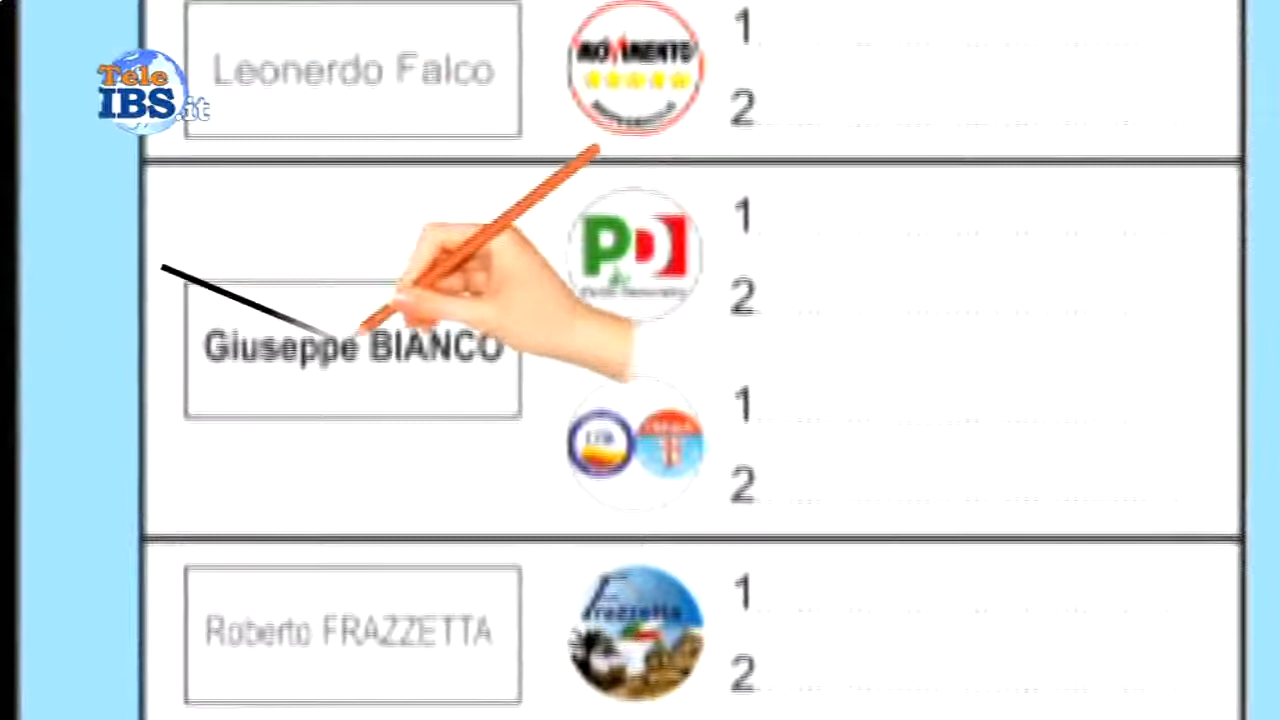 Tele
IBS.it
Leonerdo Falco
MOVIMENTO
1
2
PD
1
2
Giuseppe BIANCO
1
2
Roberto FRAZZETTA
Frazzetta
1
2